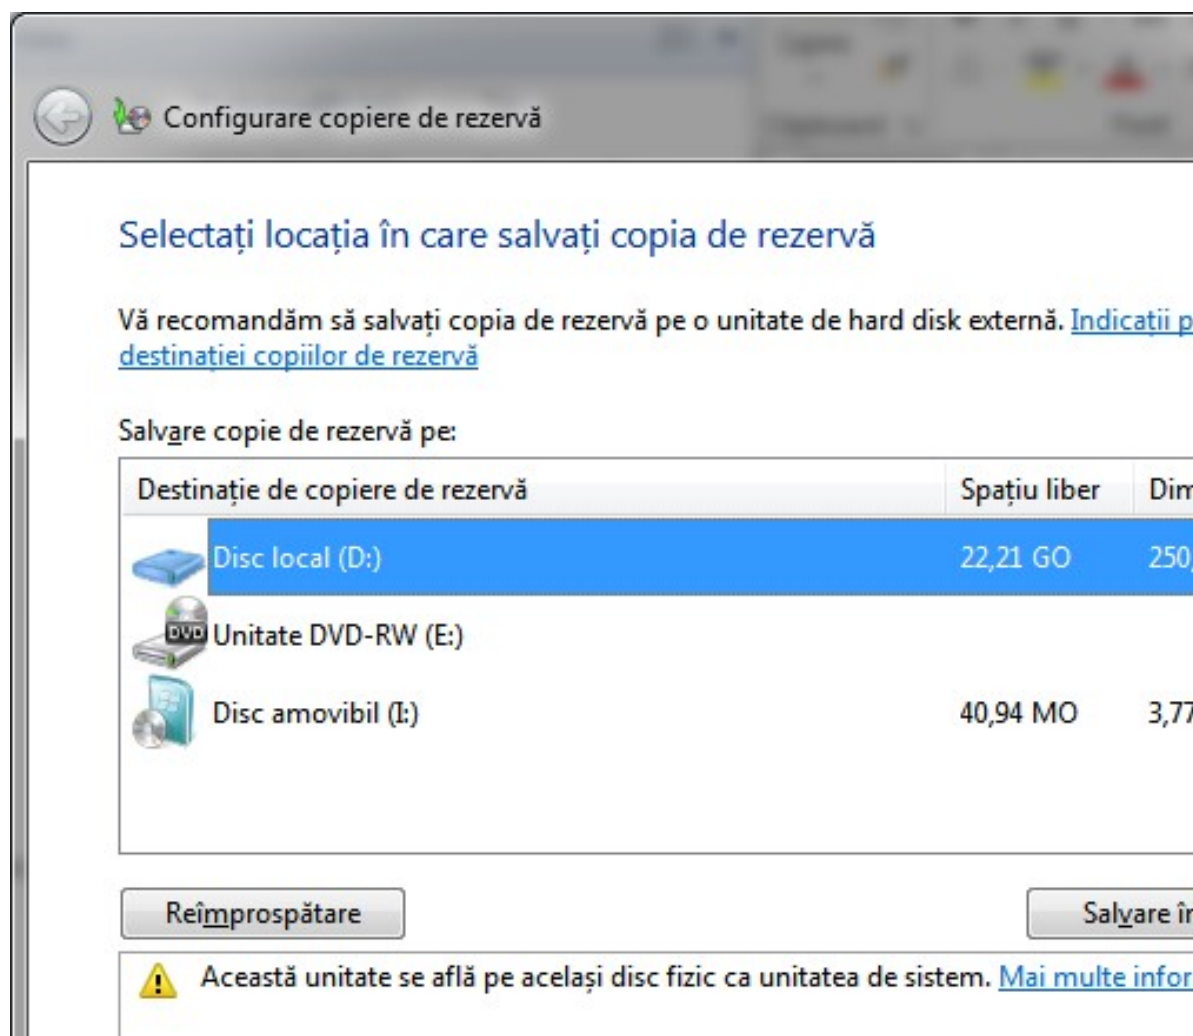 Configurare copiere de rezervă
Selectați locația în care salvați copia de rezervă
Vă recomandăm să salvați copia de rezervă pe o unitate de hard disk externă. Indicații p
destinației copiilor de rezervă
Salvare copie de rezervă pe:
Destinație de copiere de rezervă Spațiu liber Dim
Disc local (D:) 22,21 GO 250,
DVD Unitate DVD-RW (E:)
Disc amovibil (I:) 40,94 MO 3,77
Reîmprospătare Salvare în
Această unitate se află pe același disc fizic ca unitatea de sistem. Mai multe infor